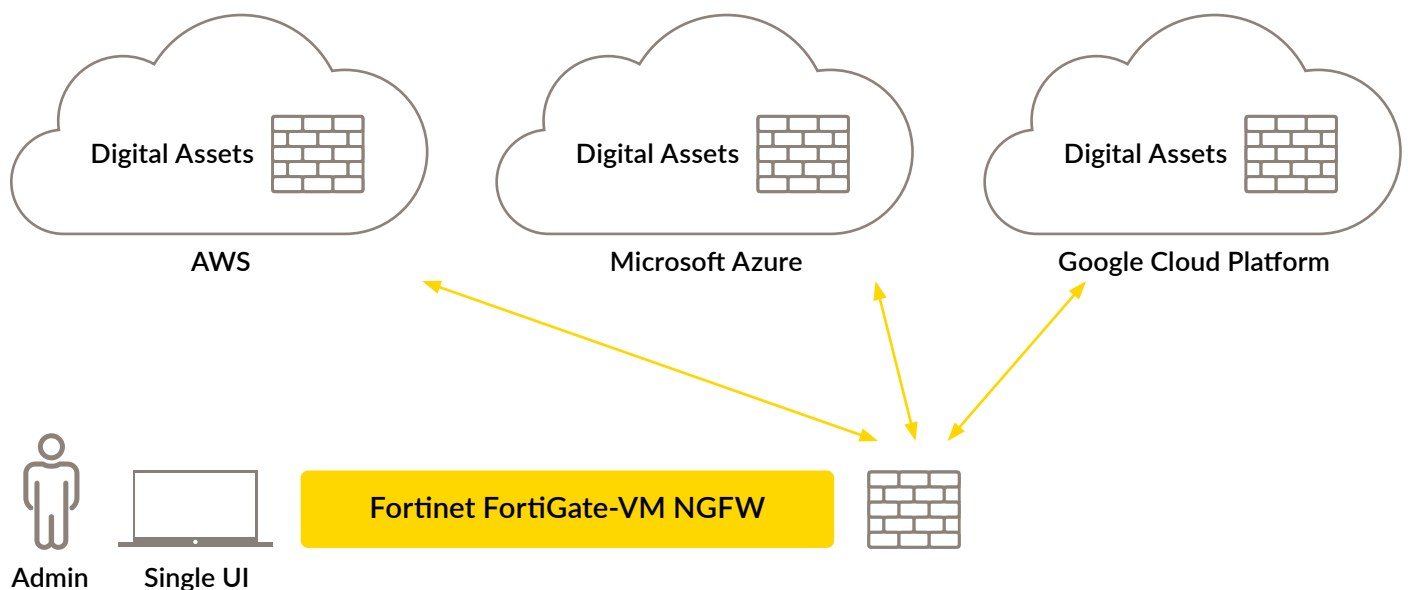 Digital Assets
Digital Assets
Digital Assets
AWS
Microsoft Azure
Google Cloud Platform
Fortinet FortiGate-VM NGFW
Admin
Single UI